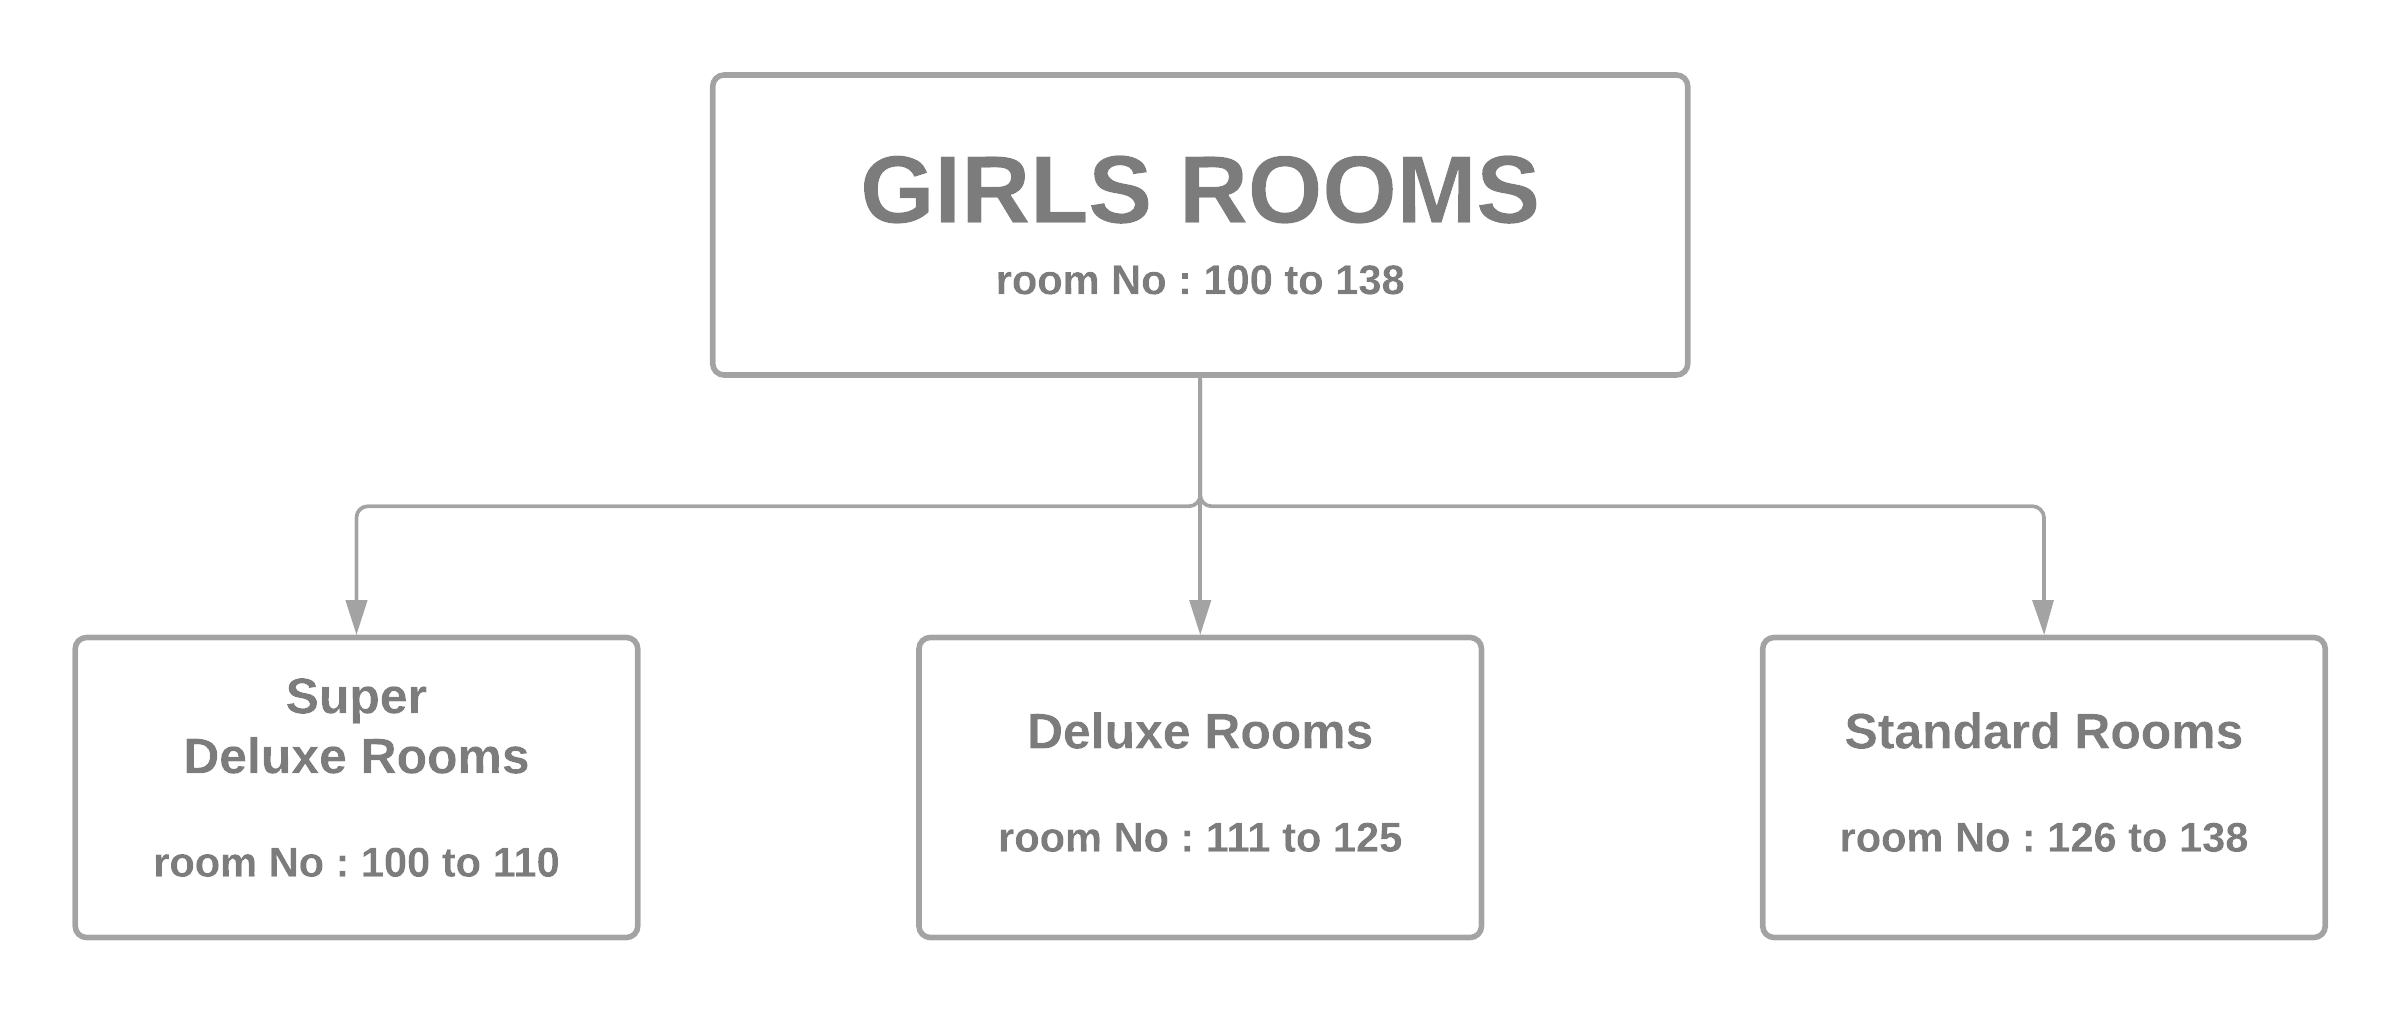 GIRLS ROOMS
room No : 100 to 138
Super
Deluxe Rooms
room No : 100 to 110
Deluxe Rooms
room No : 111 to 125
Standard Rooms
room No : 126 to 138